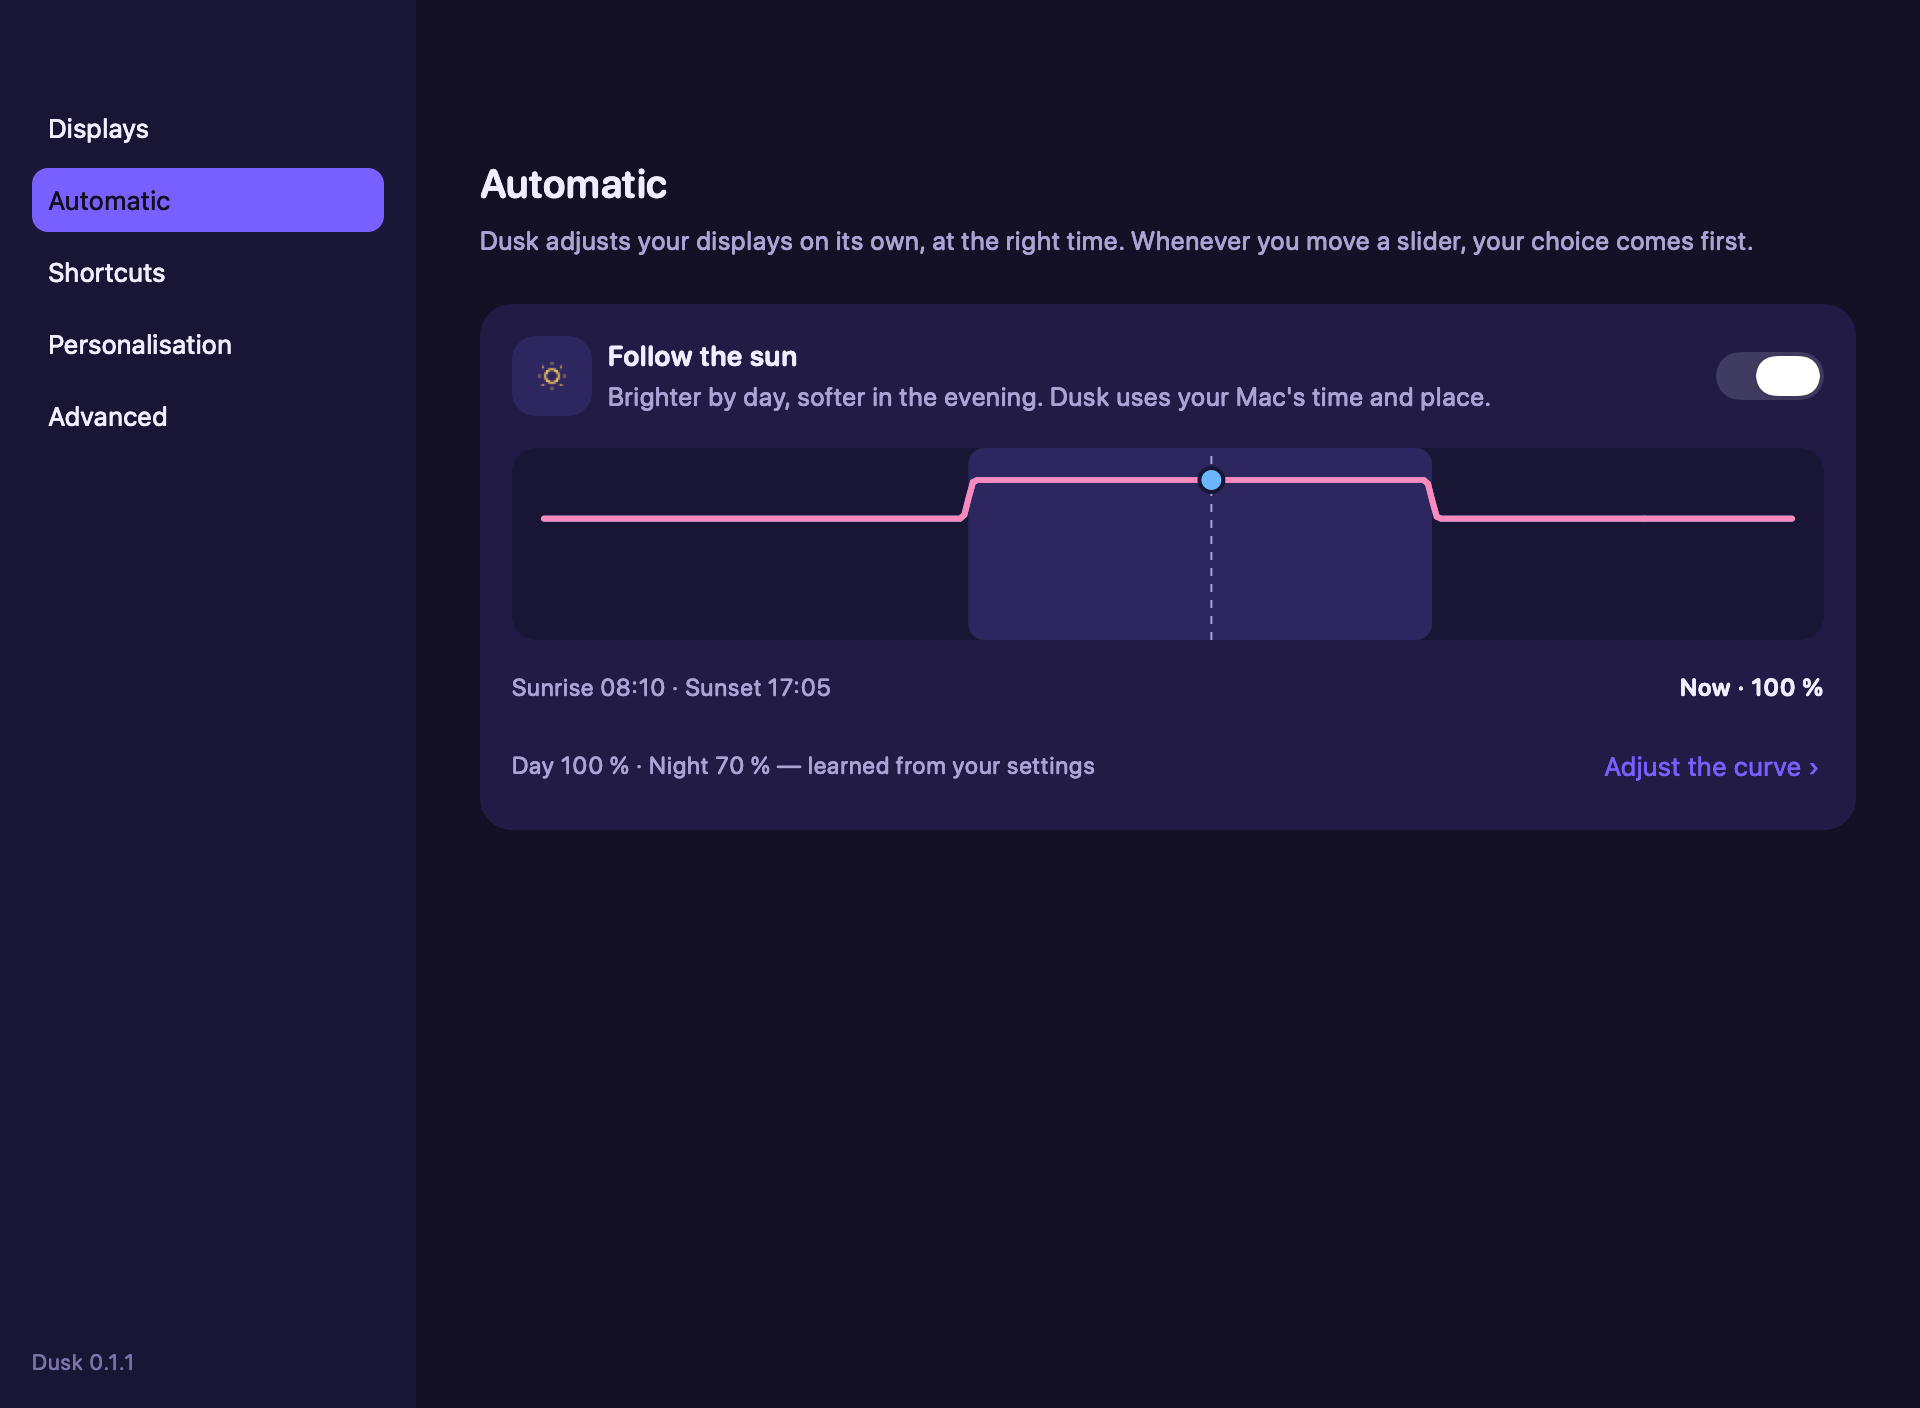 Displays
Automatic
Shortcuts
Personalisation
Advanced
Automatic
Dusk adjusts your displays on its own, at the right time. Whenever you move a slider, your choice comes first.
Follow the sun
Brighter by day, softer in the evening. Dusk uses your Mac's time and place.
Sunrise 08:10 · Sunset 17:05
Now · 100 %
Day 100 % · Night 70 % — learned from your settings
Adjust the curve ›
Dusk 0.1.1